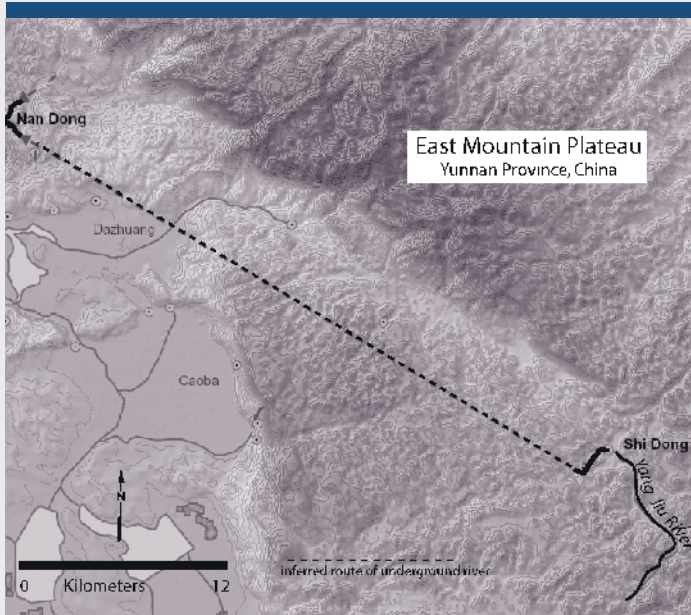 Nan Dong
East Mountain Plateau
Yunnan Province, China
Dazhuang
Caoba
Shi Dong
Yang Jiu River
N
inferred route of underground river
0 Kilometers 12